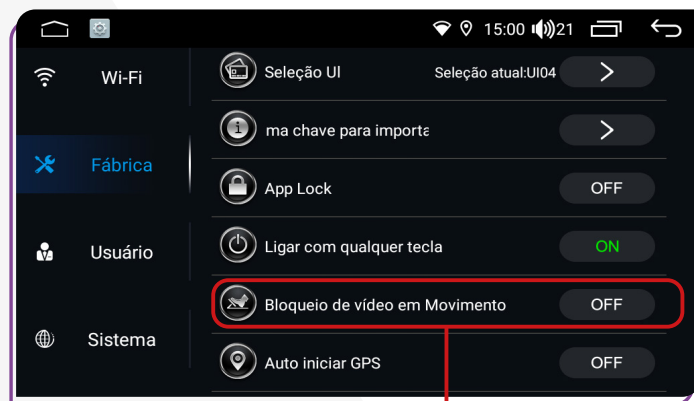 15:00 21
Wi-Fi
Seleção UI Seleção atual:UI04
ma chave para importa
Fábrica
App Lock OFF
Usuário
Ligar com qualquer tecla ON
Bloqueio de vídeo em Movimento OFF
Sistema
Auto iniciar GPS OFF